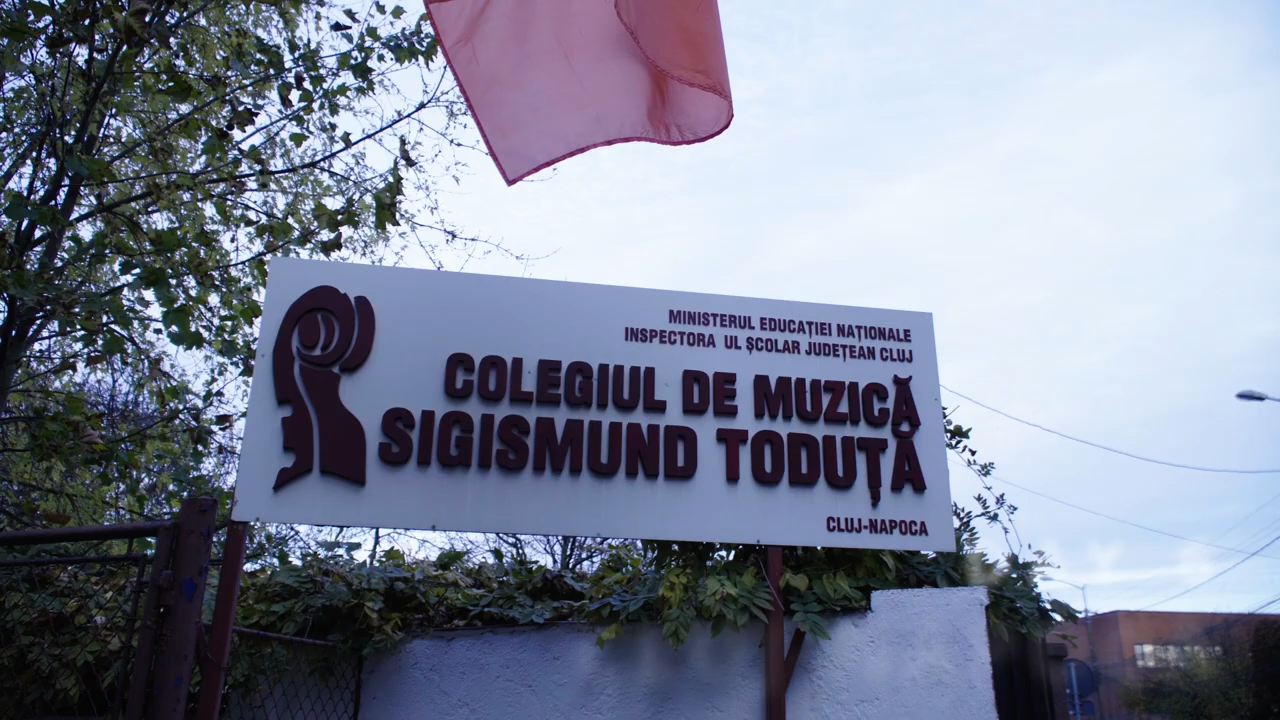 MINISTERUL EDUCAȚIEI NAȚIONALE
INSPECTORA UL ȘCOLAR JUDEȚEAN CLUJ
COLEGIUL DE MUZICĂ
SIGISMUND TODUȚĂ
CLUJ-NAPOCA